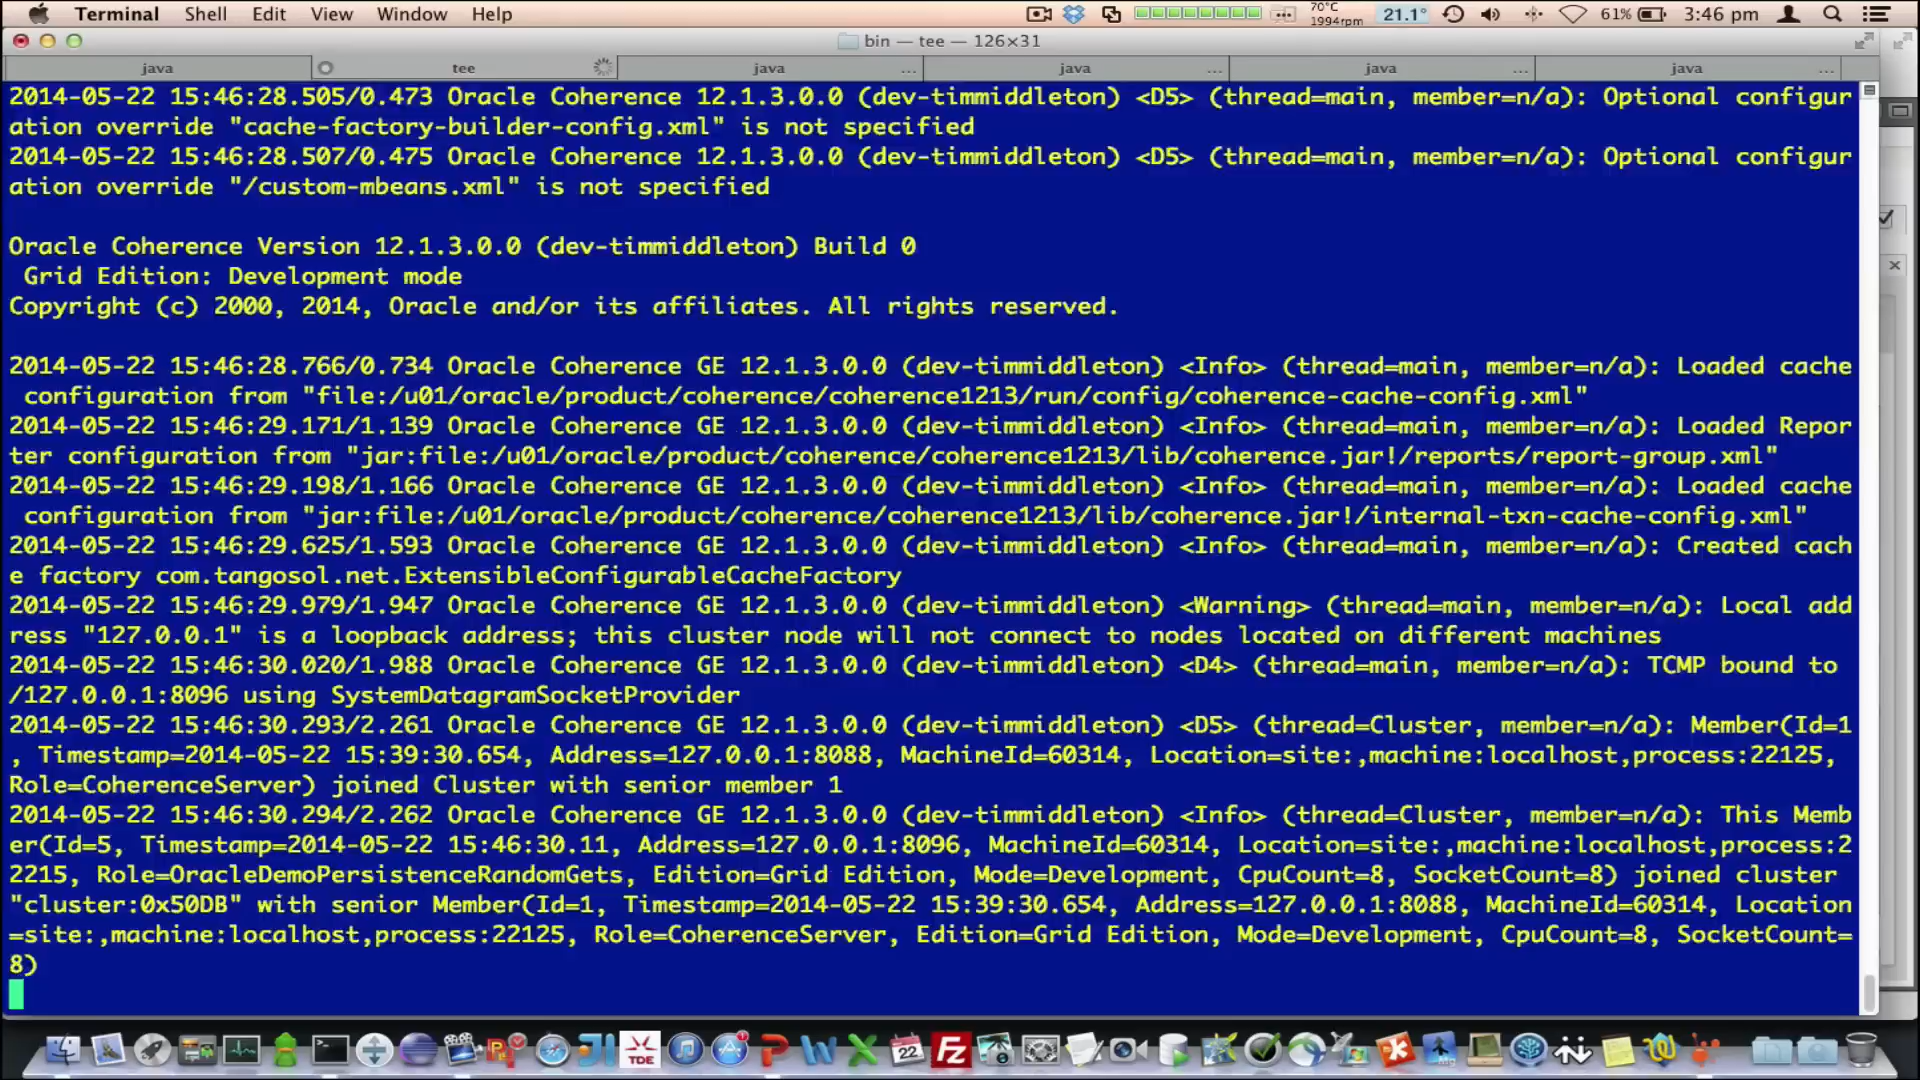 Terminal Shell Edit View Window Help 70°C 1994rpm 21.1° 61% 3:46 pm
bin — tee — 126×31
java tee java ... java ... java ... java ...
2014-05-22 15:46:28.505/0.473 Oracle Coherence 12.1.3.0.0 (dev-timmiddleton) <D5> (thread=main, member=n/a): Optional configur
ation override "cache-factory-builder-config.xml" is not specified
2014-05-22 15:46:28.507/0.475 Oracle Coherence 12.1.3.0.0 (dev-timmiddleton) <D5> (thread=main, member=n/a): Optional configur
ation override "/custom-mbeans.xml" is not specified
Oracle Coherence Version 12.1.3.0.0 (dev-timmiddleton) Build 0
Grid Edition: Development mode
Copyright (c) 2000, 2014, Oracle and/or its affiliates. All rights reserved.
2014-05-22 15:46:28.766/0.734 Oracle Coherence GE 12.1.3.0.0 (dev-timmiddleton) <Info> (thread=main, member=n/a): Loaded cache
configuration from "file:/u01/oracle/product/coherence/coherence1213/run/config/coherence-cache-config.xml"
2014-05-22 15:46:29.171/1.139 Oracle Coherence GE 12.1.3.0.0 (dev-timmiddleton) <Info> (thread=main, member=n/a): Loaded Repor
ter configuration from "jar:file:/u01/oracle/product/coherence/coherence1213/lib/coherence.jar!/reports/report-group.xml"
2014-05-22 15:46:29.198/1.166 Oracle Coherence GE 12.1.3.0.0 (dev-timmiddleton) <Info> (thread=main, member=n/a): Loaded cache
configuration from "jar:file:/u01/oracle/product/coherence/coherence1213/lib/coherence.jar!/internal-txn-cache-config.xml"
2014-05-22 15:46:29.625/1.593 Oracle Coherence GE 12.1.3.0.0 (dev-timmiddleton) <Info> (thread=main, member=n/a): Created cach
e factory com.tangosol.net.ExtensibleConfigurableCacheFactory
2014-05-22 15:46:29.979/1.947 Oracle Coherence GE 12.1.3.0.0 (dev-timmiddleton) <Warning> (thread=main, member=n/a): Local add
ress "127.0.0.1" is a loopback address; this cluster node will not connect to nodes located on different machines
2014-05-22 15:46:30.020/1.988 Oracle Coherence GE 12.1.3.0.0 (dev-timmiddleton) <D4> (thread=main, member=n/a): TCMP bound to
/127.0.0.1:8096 using SystemDatagramSocketProvider
2014-05-22 15:46:30.293/2.261 Oracle Coherence GE 12.1.3.0.0 (dev-timmiddleton) <D5> (thread=Cluster, member=n/a): Member(Id=1
, Timestamp=2014-05-22 15:39:30.654, Address=127.0.0.1:8088, MachineId=60314, Location=site:,machine:localhost,process:22125,
Role=CoherenceServer) joined Cluster with senior member 1
2014-05-22 15:46:30.294/2.262 Oracle Coherence GE 12.1.3.0.0 (dev-timmiddleton) <Info> (thread=Cluster, member=n/a): This Memb
er(Id=5, Timestamp=2014-05-22 15:46:30.11, Address=127.0.0.1:8096, MachineId=60314, Location=site:,machine:localhost,process:2
2215, Role=OracleDemoPersistenceRandomGets, Edition=Grid Edition, Mode=Development, CpuCount=8, SocketCount=8) joined cluster
"cluster:0x50DB" with senior Member(Id=1, Timestamp=2014-05-22 15:39:30.654, Address=127.0.0.1:8088, MachineId=60314, Location
=site:,machine:localhost,process:22125, Role=CoherenceServer, Edition=Grid Edition, Mode=Development, CpuCount=8, SocketCount=
8)
TDE 22 Fz